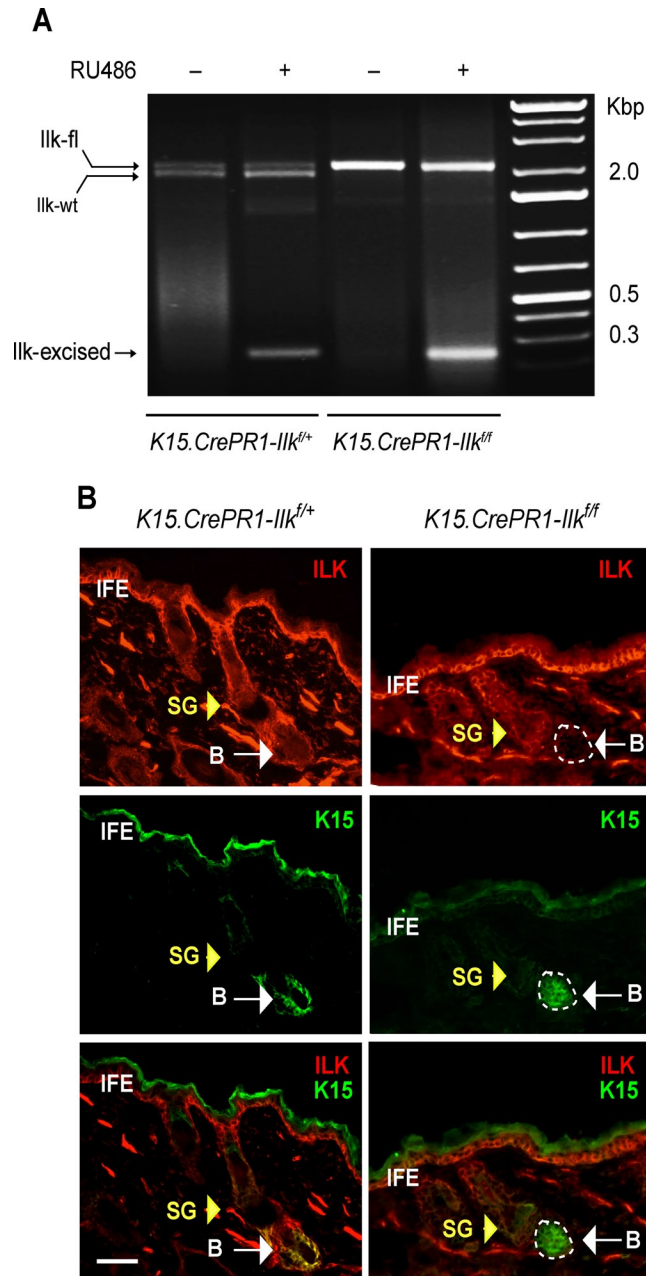 A
RU486 – + – +
Kbp
Ilk-fl
2.0
Ilk-wt
0.5
0.3
Ilk-excised
K15.CrePR1-Ilkf/+ K15.CrePR1-Ilkf/f
B
K15.CrePR1-Ilkf/+ K15.CrePR1-Ilkf/f
ILK ILK
IFE IFE
SG SG
B B
K15 K15
IFE IFE
SG SG
B B
ILK ILK
K15 K15
IFE IFE
SG SG
B B